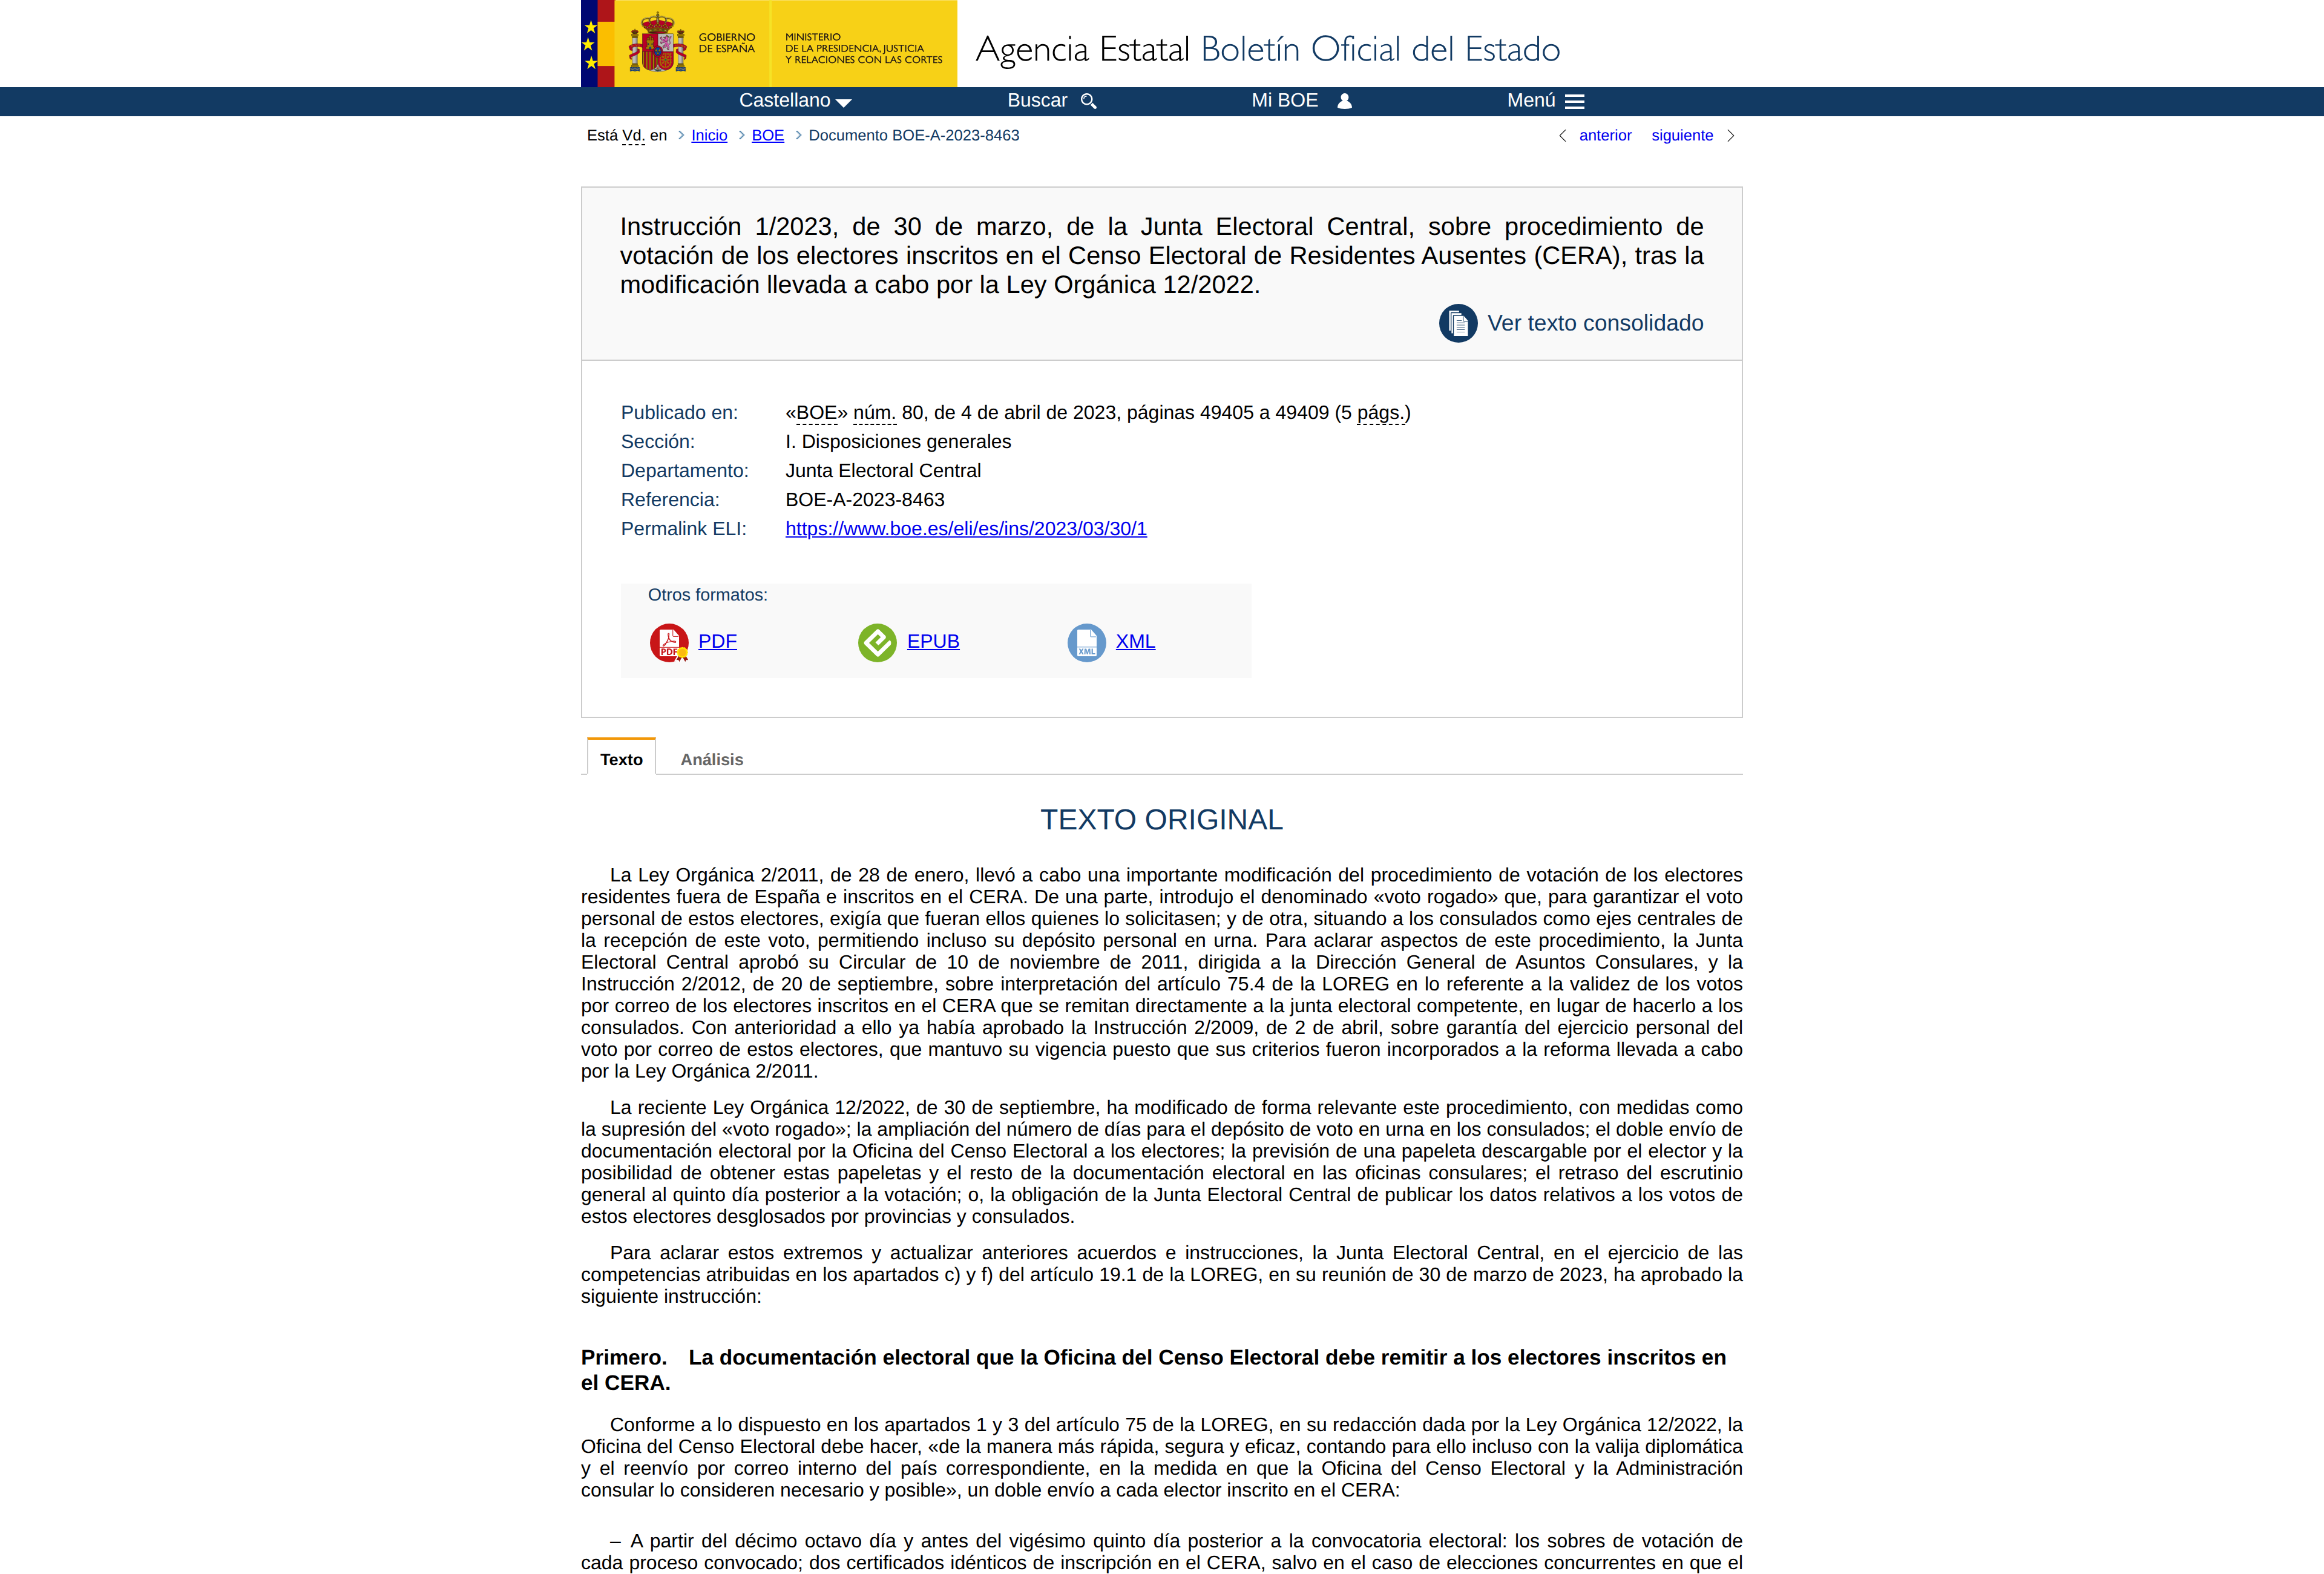 GOBIERNO
DE ESPAÑA
MINISTERIO
DE LA PRESIDENCIA, JUSTICIA
Y RELACIONES CON LAS CORTES
Agencia Estatal Boletín Oficial del Estado
Castellano
Buscar
Mi BOE
Menú
Está Vd. en
Inicio
BOE
Documento BOE-A-2023-8463
anterior
siguiente
Instrucción 1/2023, de 30 de marzo, de la Junta Electoral Central, sobre procedimiento de
votación de los electores inscritos en el Censo Electoral de Residentes Ausentes (CERA), tras la
modificación llevada a cabo por la Ley Orgánica 12/2022.
Ver texto consolidado
Publicado en: «BOE» núm. 80, de 4 de abril de 2023, páginas 49405 a 49409 (5 págs.)
Sección: I. Disposiciones generales
Departamento: Junta Electoral Central
Referencia: BOE-A-2023-8463
Permalink ELI: https://www.boe.es/eli/es/ins/2023/03/30/1
Otros formatos:
PDF
PDF
EPUB
XML
XML
Texto
Análisis
TEXTO ORIGINAL
La Ley Orgánica 2/2011, de 28 de enero, llevó a cabo una importante modificación del procedimiento de votación de los electores
residentes fuera de España e inscritos en el CERA. De una parte, introdujo el denominado «voto rogado» que, para garantizar el voto
personal de estos electores, exigía que fueran ellos quienes lo solicitasen; y de otra, situando a los consulados como ejes centrales de
la recepción de este voto, permitiendo incluso su depósito personal en urna. Para aclarar aspectos de este procedimiento, la Junta
Electoral Central aprobó su Circular de 10 de noviembre de 2011, dirigida a la Dirección General de Asuntos Consulares, y la
Instrucción 2/2012, de 20 de septiembre, sobre interpretación del artículo 75.4 de la LOREG en lo referente a la validez de los votos
por correo de los electores inscritos en el CERA que se remitan directamente a la junta electoral competente, en lugar de hacerlo a los
consulados. Con anterioridad a ello ya había aprobado la Instrucción 2/2009, de 2 de abril, sobre garantía del ejercicio personal del
voto por correo de estos electores, que mantuvo su vigencia puesto que sus criterios fueron incorporados a la reforma llevada a cabo
por la Ley Orgánica 2/2011.
La reciente Ley Orgánica 12/2022, de 30 de septiembre, ha modificado de forma relevante este procedimiento, con medidas como
la supresión del «voto rogado»; la ampliación del número de días para el depósito de voto en urna en los consulados; el doble envío de
documentación electoral por la Oficina del Censo Electoral a los electores; la previsión de una papeleta descargable por el elector y la
posibilidad de obtener estas papeletas y el resto de la documentación electoral en las oficinas consulares; el retraso del escrutinio
general al quinto día posterior a la votación; o, la obligación de la Junta Electoral Central de publicar los datos relativos a los votos de
estos electores desglosados por provincias y consulados.
Para aclarar estos extremos y actualizar anteriores acuerdos e instrucciones, la Junta Electoral Central, en el ejercicio de las
competencias atribuidas en los apartados c) y f) del artículo 19.1 de la LOREG, en su reunión de 30 de marzo de 2023, ha aprobado la
siguiente instrucción:
Primero. La documentación electoral que la Oficina del Censo Electoral debe remitir a los electores inscritos en
el CERA.
Conforme a lo dispuesto en los apartados 1 y 3 del artículo 75 de la LOREG, en su redacción dada por la Ley Orgánica 12/2022, la
Oficina del Censo Electoral debe hacer, «de la manera más rápida, segura y eficaz, contando para ello incluso con la valija diplomática
y el reenvío por correo interno del país correspondiente, en la medida en que la Oficina del Censo Electoral y la Administración
consular lo consideren necesario y posible», un doble envío a cada elector inscrito en el CERA:
– A partir del décimo octavo día y antes del vigésimo quinto día posterior a la convocatoria electoral: los sobres de votación de
cada proceso convocado; dos certificados idénticos de inscripción en el CERA, salvo en el caso de elecciones concurrentes en que el